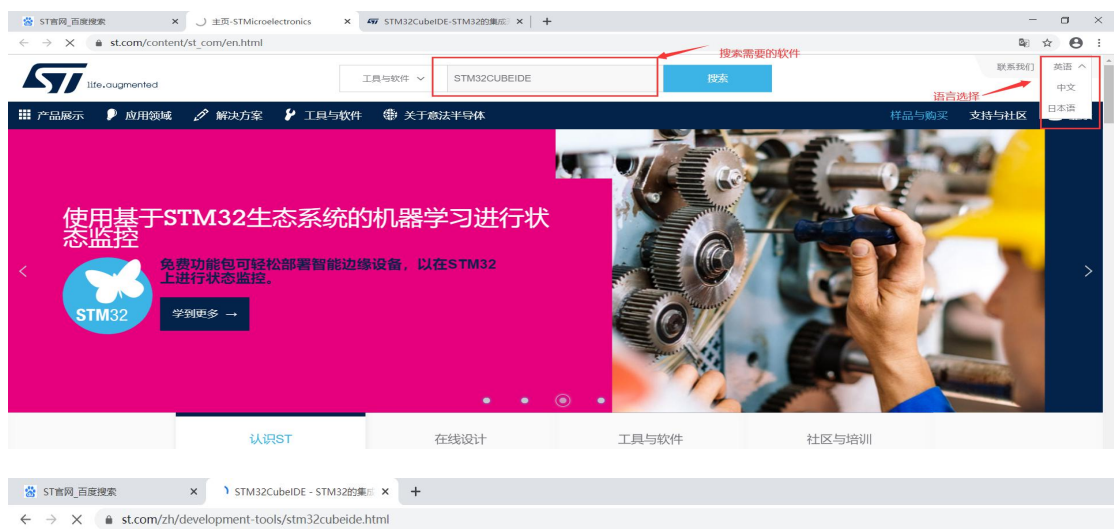 ST官网_百度搜索 主页-STMicroelectronics STM32CubeIDE-STM32的集成
st.com/content/st_com/en.html
搜索需要的软件
life.augmented 工具与软件 STM32CUBEIDE 搜索 联系我们 英语
中文
语言选择
日本语
产品展示 应用领域 解决方案 工具与软件 关于意法半导体 样品与购买 支持与社区
使用基于STM32生态系统的机器学习进行状
态监控
免费功能包可轻松部署智能边缘设备，以在STM32
上进行状态监控。
STM32 学到更多 →
认识ST 在线设计 工具与软件 社区与培训
ST官网_百度搜索 STM32CubeIDE - STM32的集
st.com/zh/development-tools/stm32cubeide.html